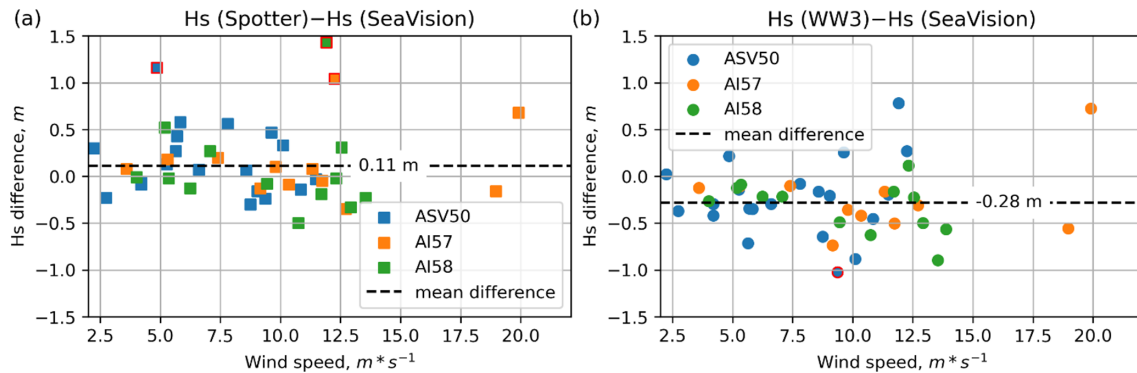 (a) Hs (Spotter)−Hs (SeaVision)
1.5
1.0
0.5
0.0
−0.5
−1.0
−1.5
Hs difference, m
0.11 m
ASV50
AI57
AI58
mean difference
2.5 5.0 7.5 10.0 12.5 15.0 17.5 20.0
Wind speed, m * s⁻¹
(b) Hs (WW3)−Hs (SeaVision)
1.5
1.0
0.5
0.0
−0.5
−1.0
−1.5
Hs difference, m
ASV50
AI57
AI58
mean difference
-0.28 m
2.5 5.0 7.5 10.0 12.5 15.0 17.5 20.0
Wind speed, m * s⁻¹